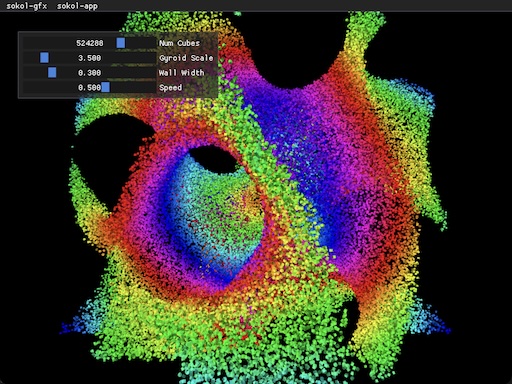 sokol-gfx sokol-app
524288 Num Cubes
3.500 Gyroid Scale
0.300 Wall Width
0.500 Speed